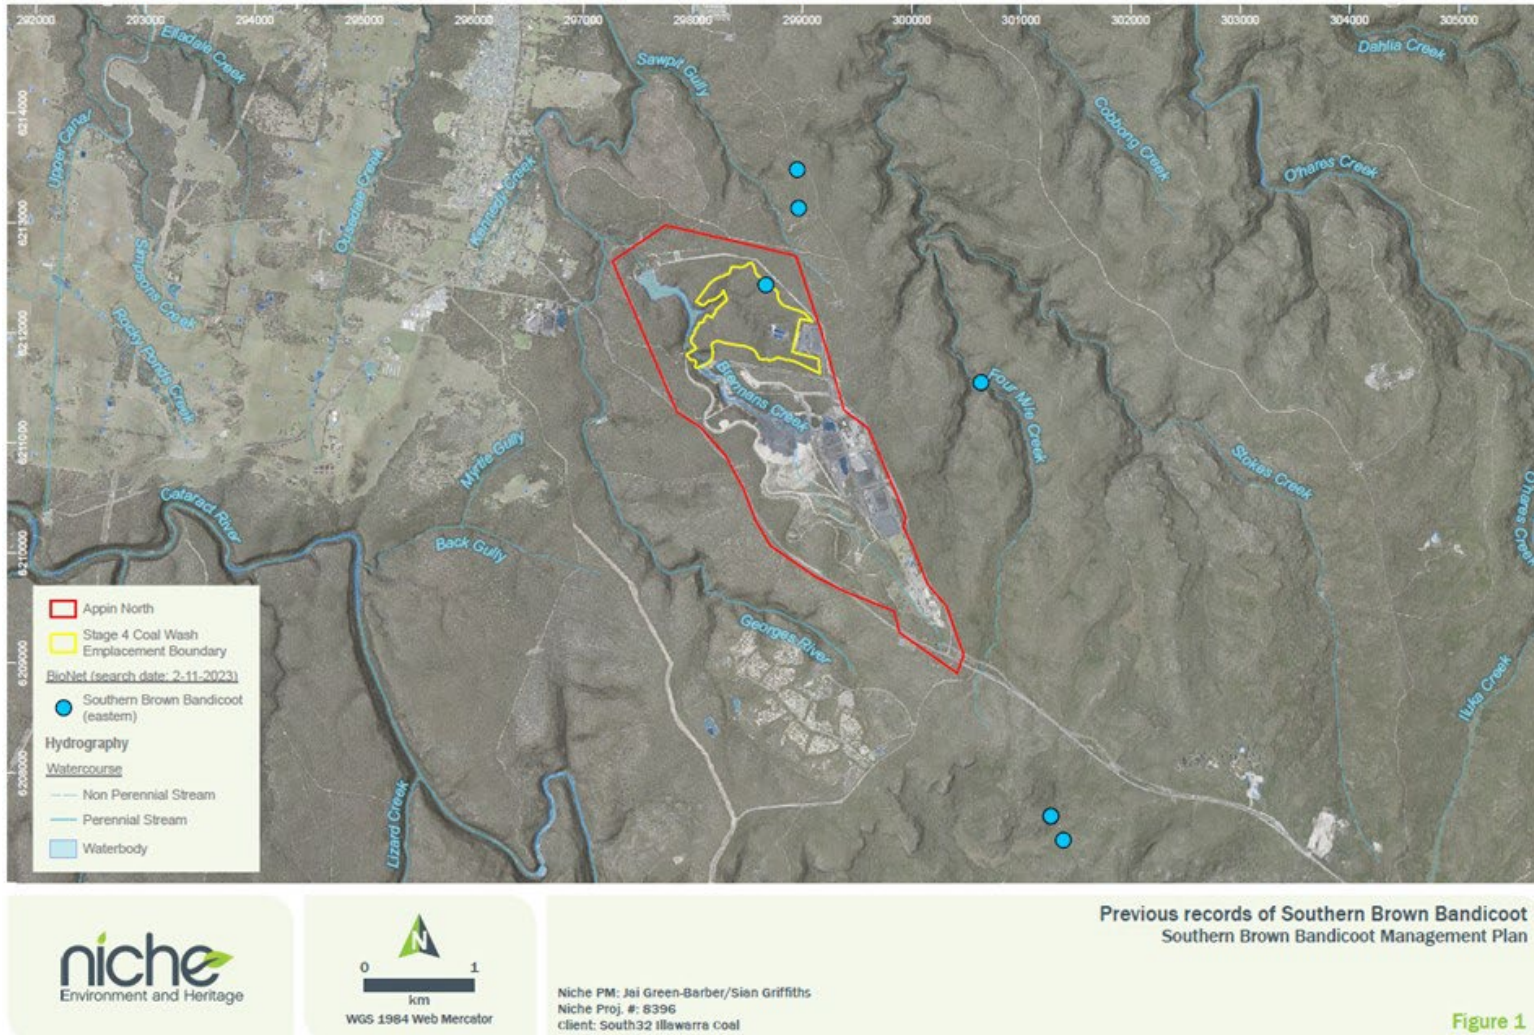 292000
293000
294000
295000
296000
297000
298000
299000
300000
301000
302000
303000
304000
305000
6214000
6213000
6212000
6211000
6210000
6209000
6208000
Elladale Creek
Upper Canal
Simpsons Creek
Rocky Ponds Creek
Ousedale Creek
Kennedy Creek
Sawpit Gully
Dahlia Creek
Cobbong Creek
O'hares Creek
Brennans Creek
Four Mile Creek
Stokes Creek
O'hares Creek
Myrtle Gully
Cataract River
Back Gully
Georges River
Lizard Creek
Iluka Creek
Appin North
Stage 4 Coal Wash
Emplacement Boundary
BioNet (search date: 2-11-2023)
Southern Brown Bandicoot
(eastern)
Hydrography
Watercourse
Non Perennial Stream
Perennial Stream
Waterbody
niche
Environment and Heritage
N
0 1
km
WGS 1984 Web Mercator
Niche PM: Jai Green-Barber/Sian Griffiths
Niche Proj. #: 8396
Client: South32 Illawarra Coal
Previous records of Southern Brown Bandicoot
Southern Brown Bandicoot Management Plan
Figure 1